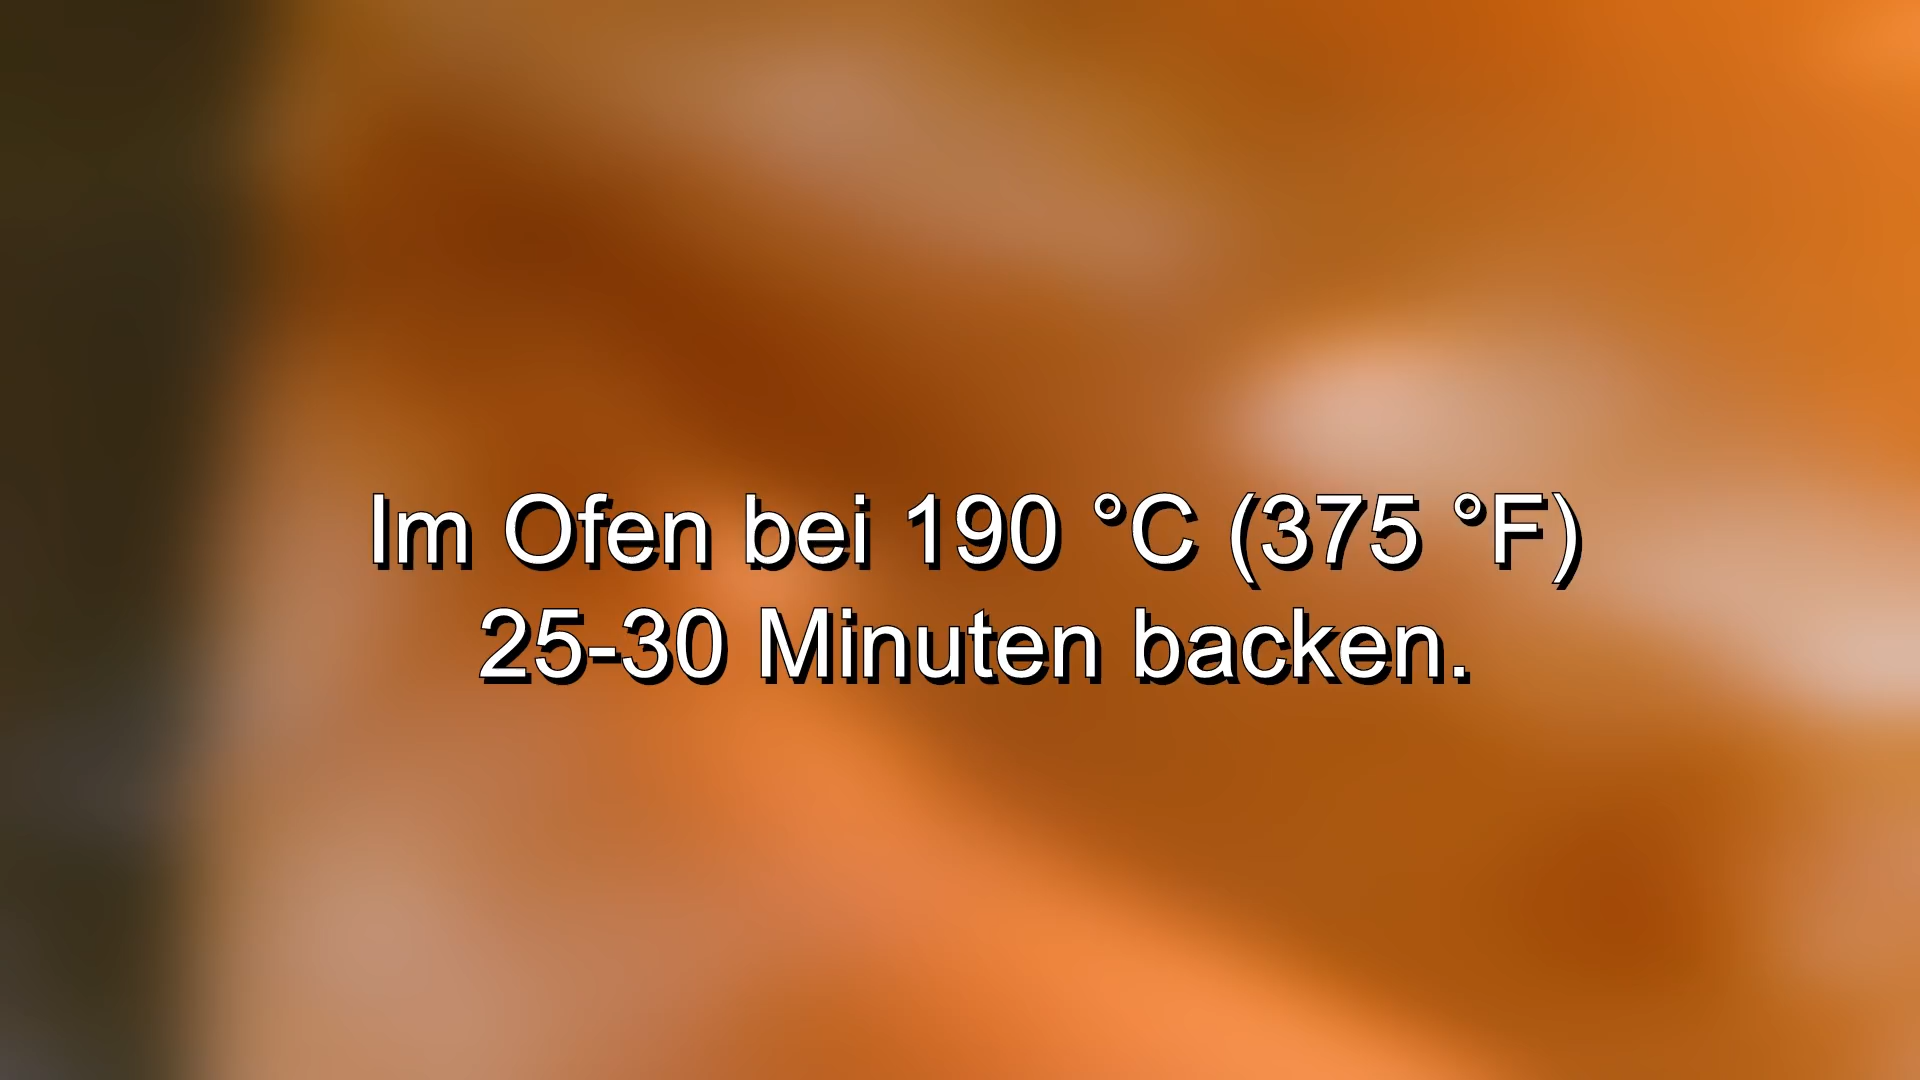 Im Ofen bei 190 °C (375 °F)
25-30 Minuten backen.